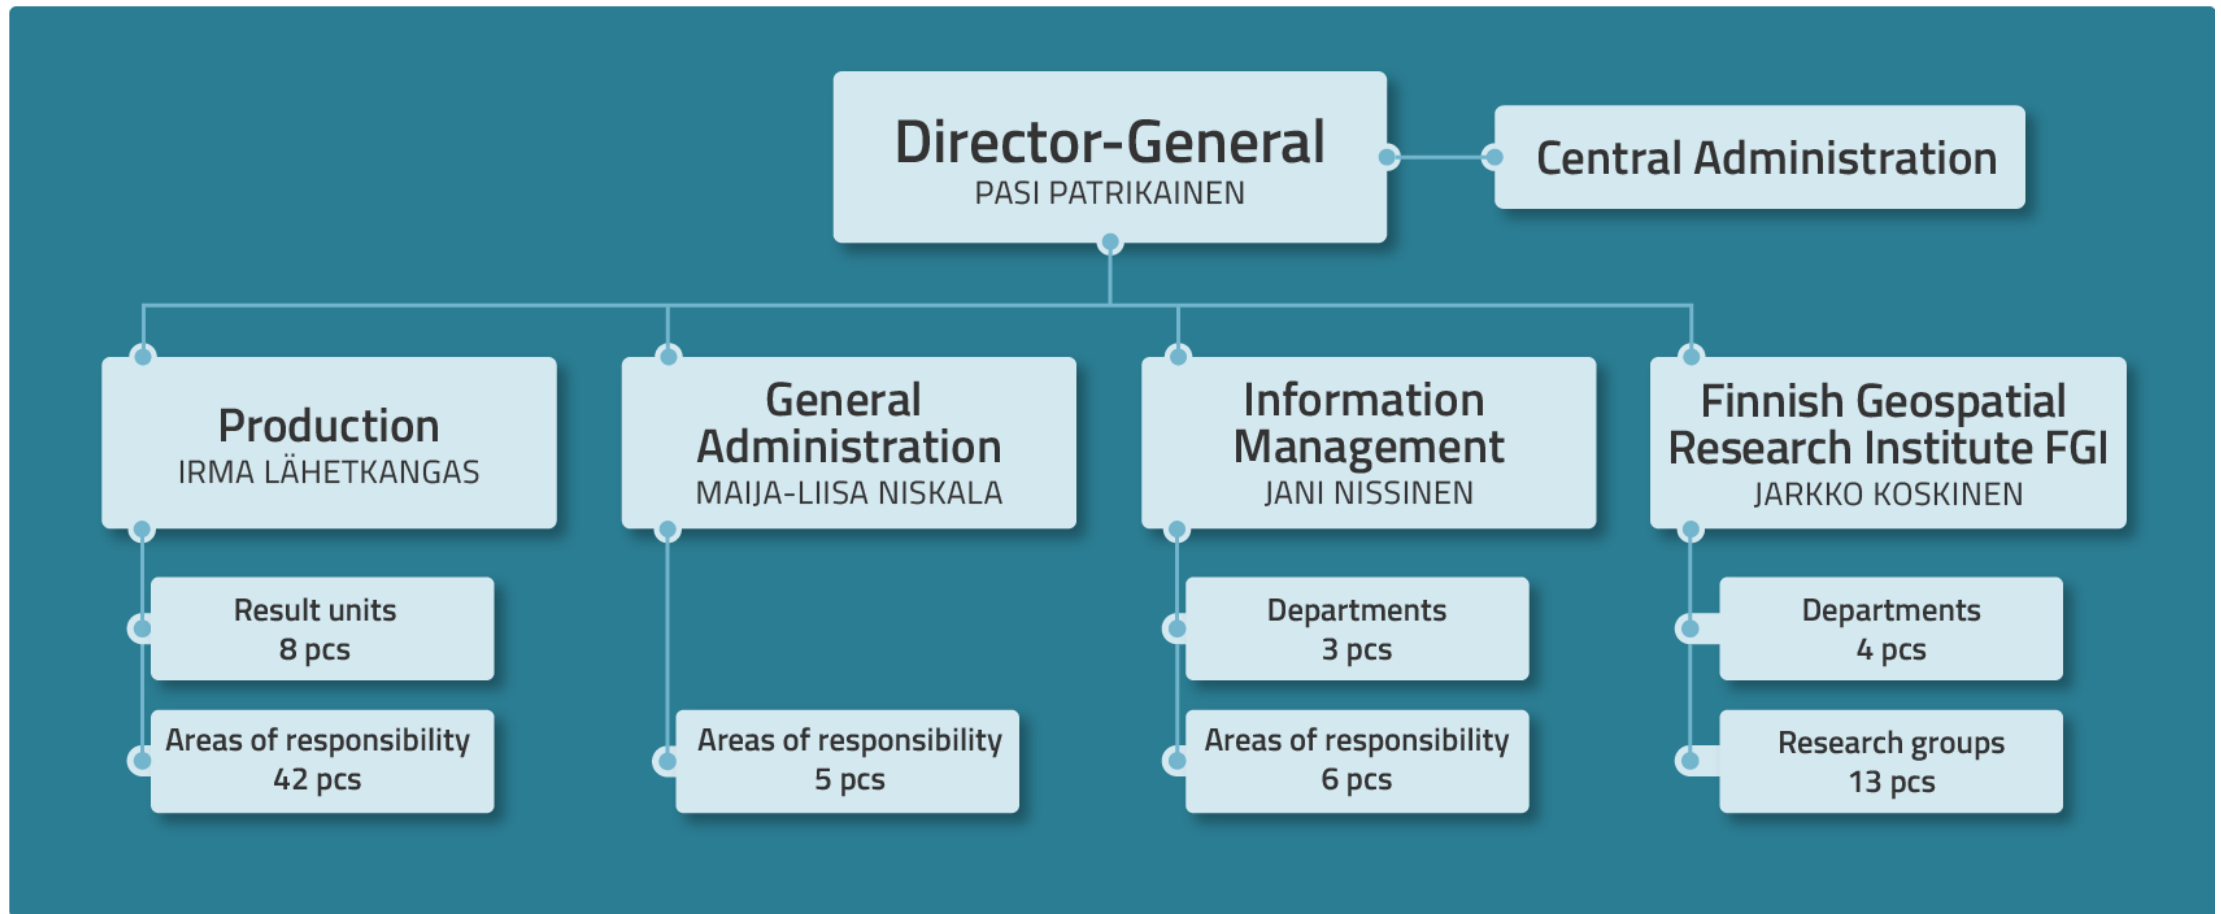 Director-General
PASI PATRIKAINEN
Central Administration
Production
IRMA LÄHETKANGAS
General
Administration
MAIJA-LIISA NISKALA
Information
Management
JANI NISSINEN
Finnish Geospatial
Research Institute FGI
JARKKO KOSKINEN
Result units
8 pcs
Areas of responsibility
42 pcs
Areas of responsibility
5 pcs
Departments
3 pcs
Areas of responsibility
6 pcs
Departments
4 pcs
Research groups
13 pcs